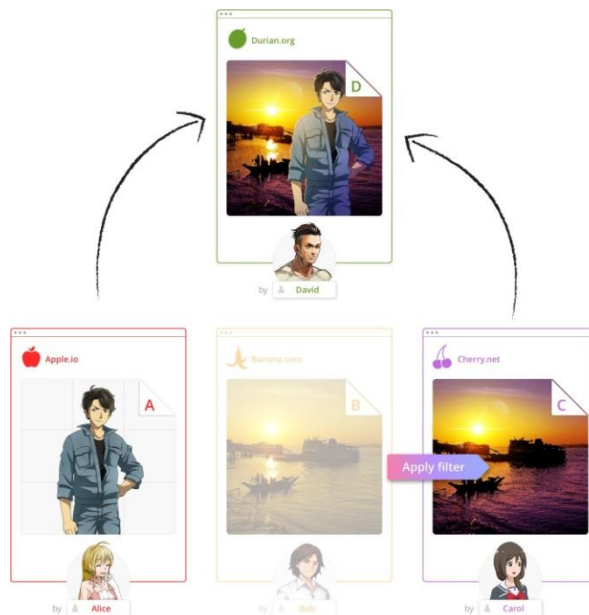 Durian.org
D
by David
Apple.io
A
by Alice
Banana.com
B
by Bob
Apply filter
Cherry.net
C
by Carol